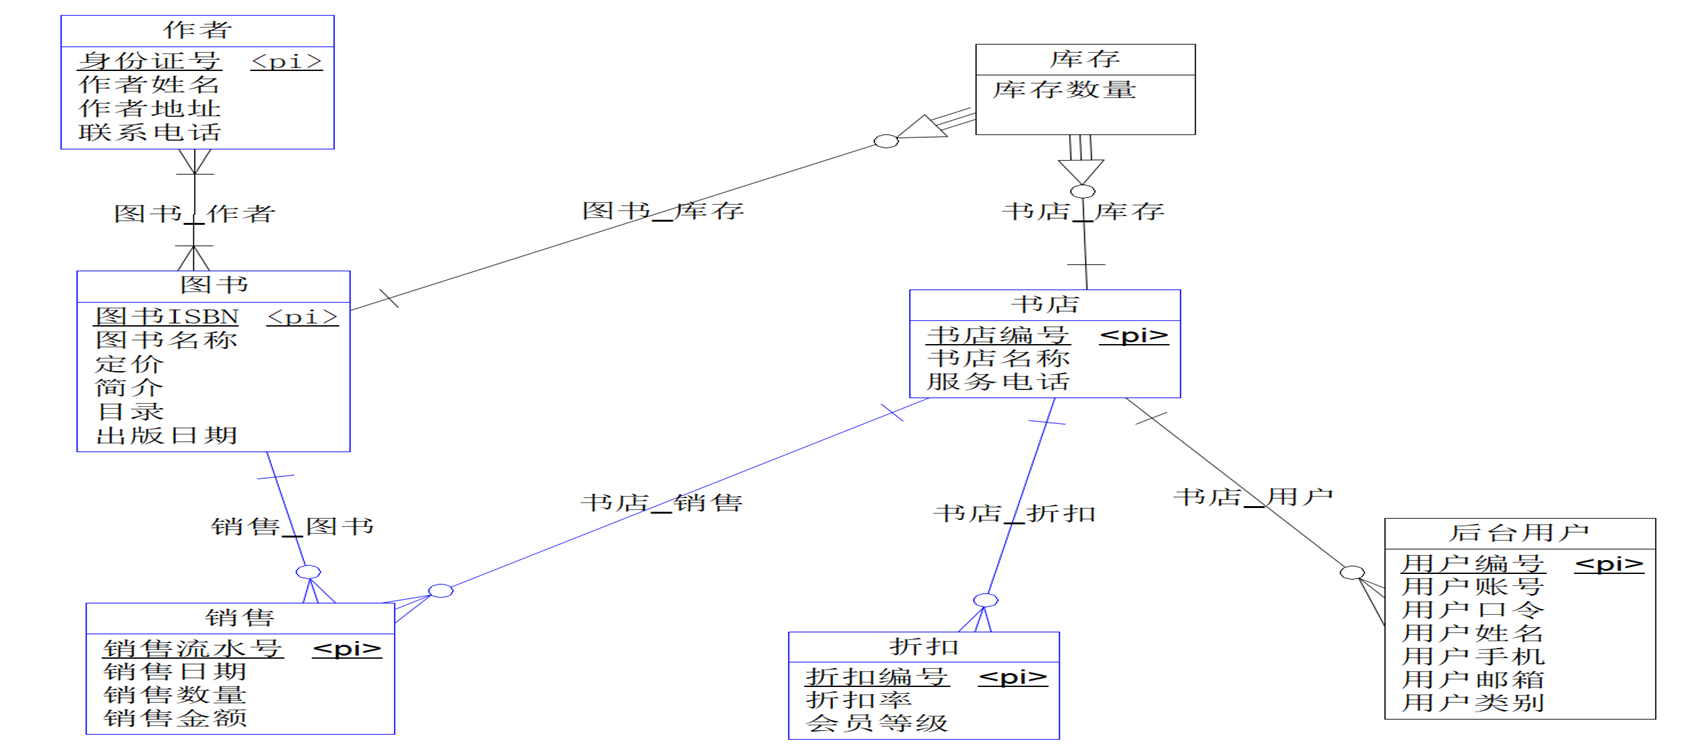 作者
身份证号 <pi>
作者姓名
作者地址
联系电话
库存
库存数量
图书_作者
图书_库存
书店_库存
图书
图书ISBN <pi>
图书名称
定价
简介
目录
出版日期
书店
书店编号 <pi>
书店名称
服务电话
销售_图书
书店_销售
书店_折扣
书店_用户
销售
销售流水号 <pi>
销售日期
销售数量
销售金额
折扣
折扣编号 <pi>
折扣率
会员等级
后台用户
用户编号 <pi>
用户账号
用户口令
用户姓名
用户手机
用户邮箱
用户类别